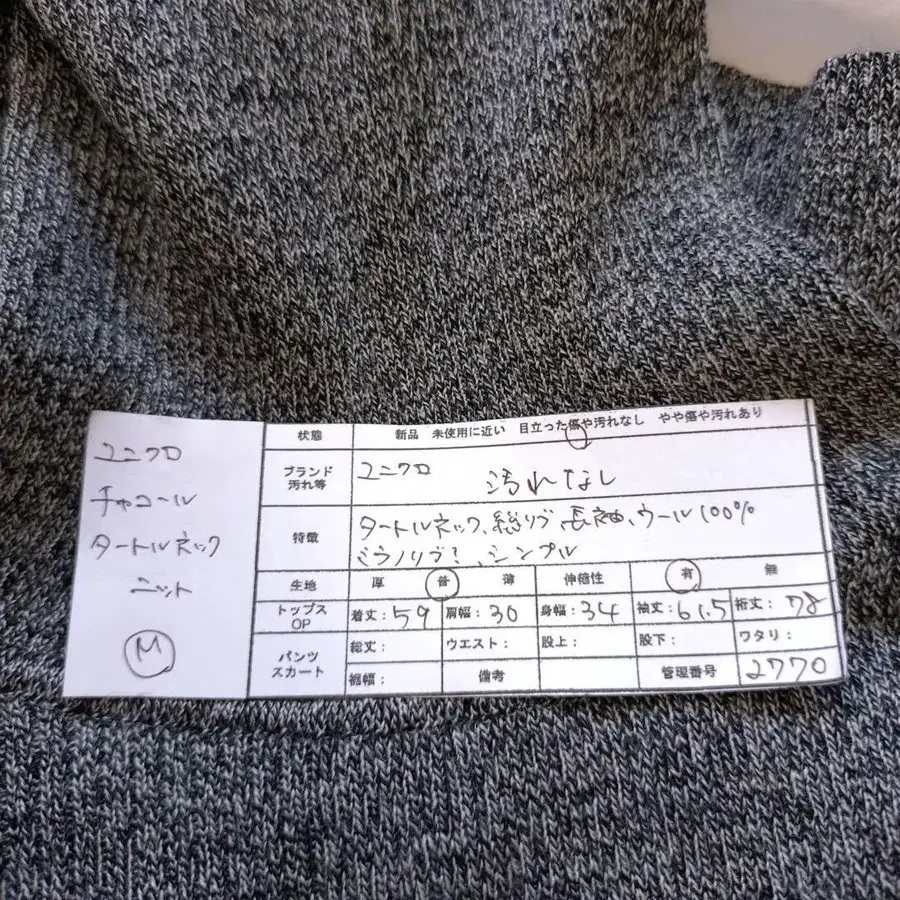 ユニクロ
チャコール
タートルネック
ニット
M
状態 新品 未使用に近い 目立った傷や汚れなし やや傷や汚れあり
ブランド 汚れ等 ユニクロ 汚れなし
特徴 タートルネック、総リブ 長袖、ウール100%
ミラノリブ!、シンプル
生地 厚 普 薄 伸縮性 有 無
トップス OP 着丈:59 肩幅:30 身幅:34 袖丈:61.5 裄丈:78
パンツ スカート 総丈: ウエスト: 股上: 股下: ワタリ:
裾幅: 備考 管理番号 2770